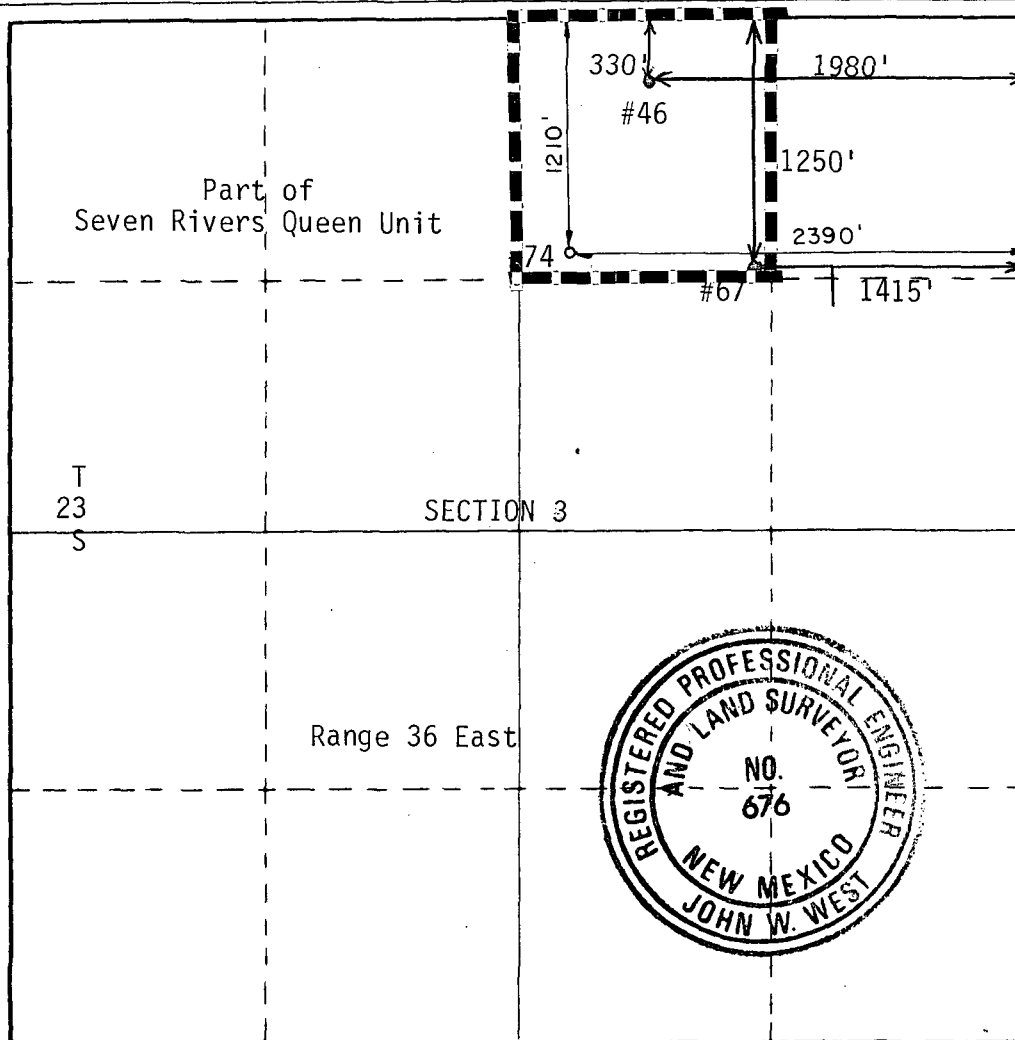 330'
1980'
#46
1210'
1250'
Part of
Seven Rivers Queen Unit
2390'
74
#67
1415'
T
23
S
SECTION 3
Range 36 East
REGISTERED PROFESSIONAL ENGINEER
AND LAND SURVEYOR
NO.
676
NEW MEXICO
JOHN W. WEST